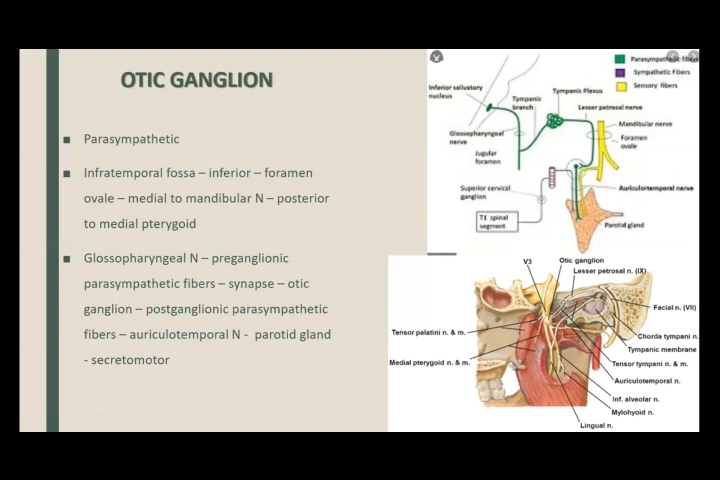 OTIC GANGLION
■ Parasympathetic
■ Infratemporal fossa – inferior – foramen
ovale – medial to mandibular N – posterior
to medial pterygoid
■ Glossopharyngeal N – preganglionic
parasympathetic fibers – synapse – otic
ganglion – postganglionic parasympathetic
fibers – auriculotemporal N - parotid gland
- secretomotor
Parasympathetic fibers
Sympathetic Fibers
Sensory fibers
Inferior salivatory
nucleus
Tympanic
branch
Tympanic Plexus
Lesser petrosal nerve
Glossopharyngeal
nerve
Mandibular nerve
Foramen
ovale
Jugular
foramen
Superior cervical
ganglion
Auriculortemporal nerve
T1 spinal
segment
Parotid gland
V3
Otic ganglion
Lesser petrosal n. (IX)
Facial n. (VII)
Tensor palatini n. & m.
Chorda tympani n.
Tympanic membrane
Medial pterygoid n. & m.
Tensor tympani n. & m.
Auriculotemporal n.
Inf. alveolar n.
Mylohyoid n.
Lingual n.